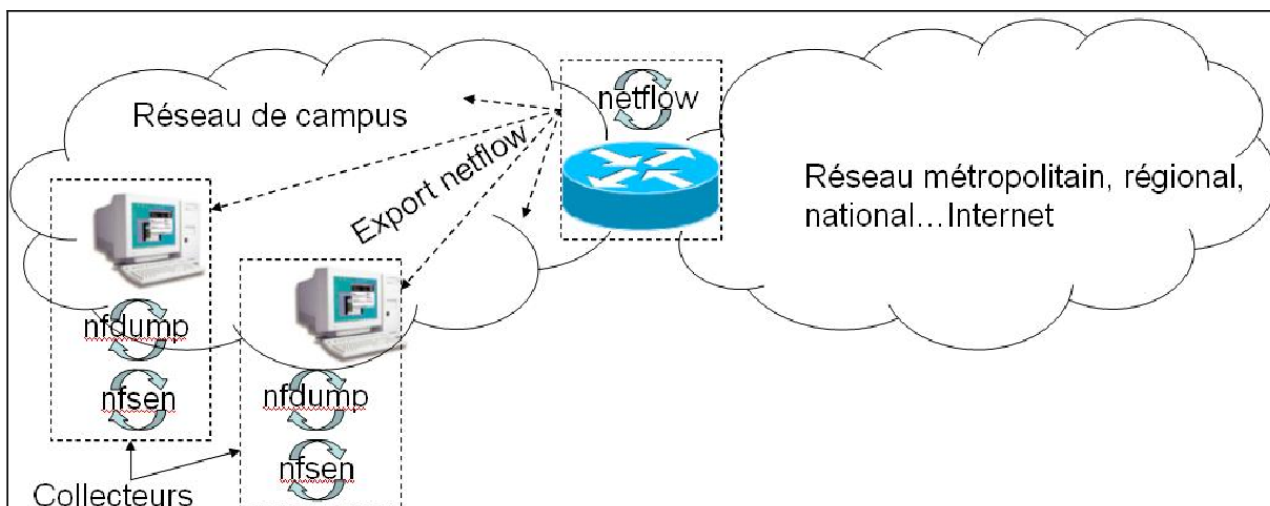 Réseau de campus
netflow
Export netflow
Réseau métropolitain, régional,
national...Internet
nfdump
nfsen
nfdump
nfsen
Collecteurs